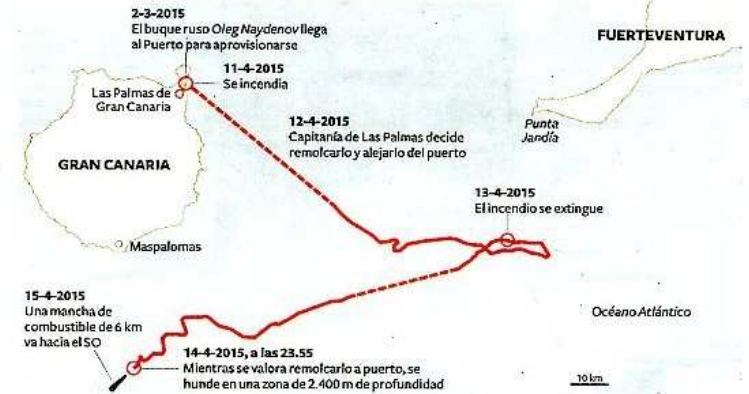 2-3-2015
El buque ruso Oleg Naydenov llega
al Puerto para aprovisionarse
11-4-2015
Se incendia
Las Palmas de
Gran Canaria
12-4-2015
Capitanía de Las Palmas decide
remolcarlo y alejarlo del puerto
FUERTEVENTURA
Punta
Jandía
GRAN CANARIA
13-4-2015
El incendio se extingue
Maspalomas
15-4-2015
Una mancha de
combustible de 6 km
va hacia el SO
Océano Atlántico
14-4-2015, a las 23.55
Mientras se valora remolcarlo a puerto, se
hunde en una zona de 2.400 m de profundidad
10 km